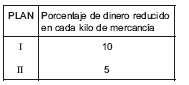 PLAN Porcentaje de dinero reducido
en cada kilo de mercancía
I 10
II 5